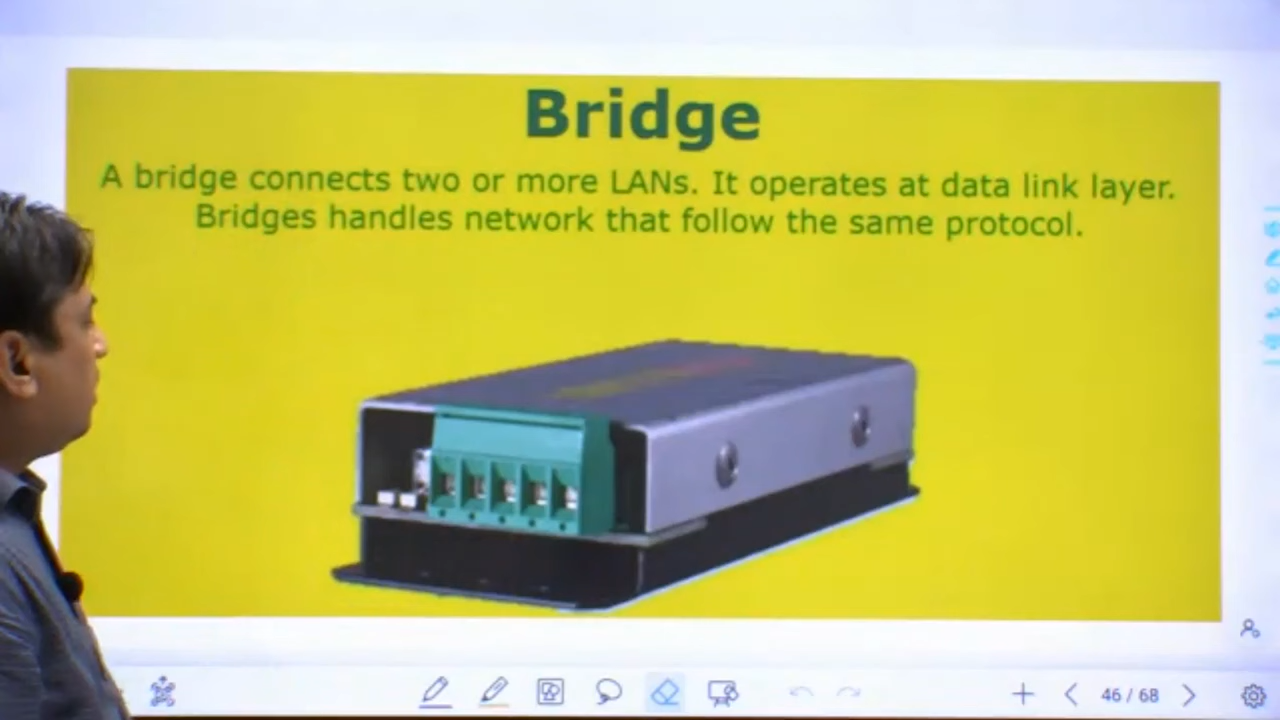 Bridge
A bridge connects two or more LANs. It operates at data link layer.
Bridges handles network that follow the same protocol.
46 / 68